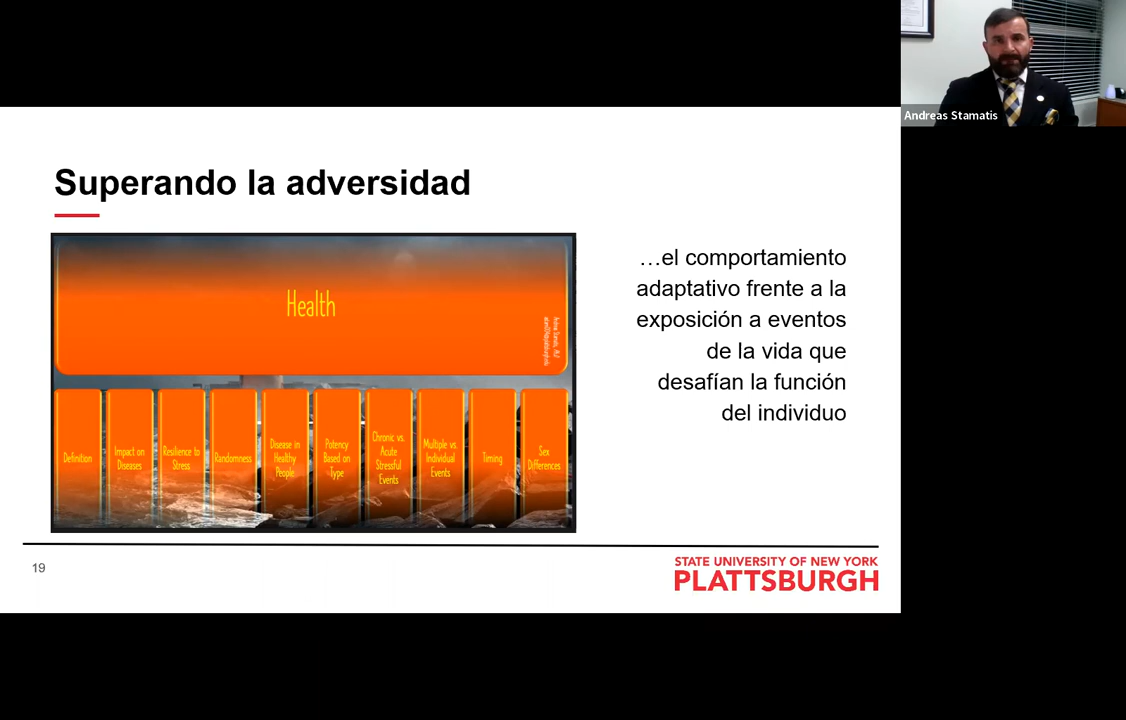 Andreas Stamatis
Superando la adversidad
Health
Andreas Stamatis, PhD
Definition
Impact on
Diseases
Resilience to
Stress
Randomness
Disease in
Healthy
People
Potency
Based on
Type
Chronic vs.
Acute
Stressful
Events
Multiple vs.
Individual
Events
Timing
Sex
Differences
…el comportamiento
adaptativo frente a la
exposición a eventos
de la vida que
desafían la función
del individuo
19
STATE UNIVERSITY OF NEW YORK
PLATTSBURGH